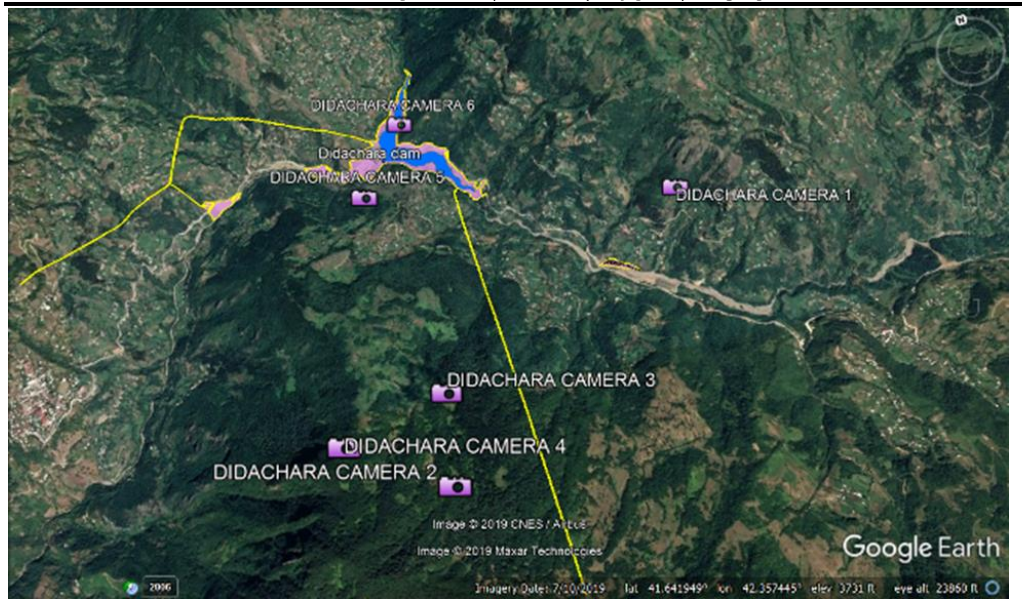 N
DIDACHARA CAMERA 6
Didachara dam
DIDACHARA CAMERA 5
DIDACHARA CAMERA 1
DIDACHARA CAMERA 3
DIDACHARA CAMERA 4
DIDACHARA CAMERA 2
Image © 2019 CNES / Airbus
Image © 2019 Maxar Technologies
Google Earth
2006
Imagery Date: 7/10/2019 lat 41.641949° lon 42.357445° elev 3731 ft eye alt 23860 ft